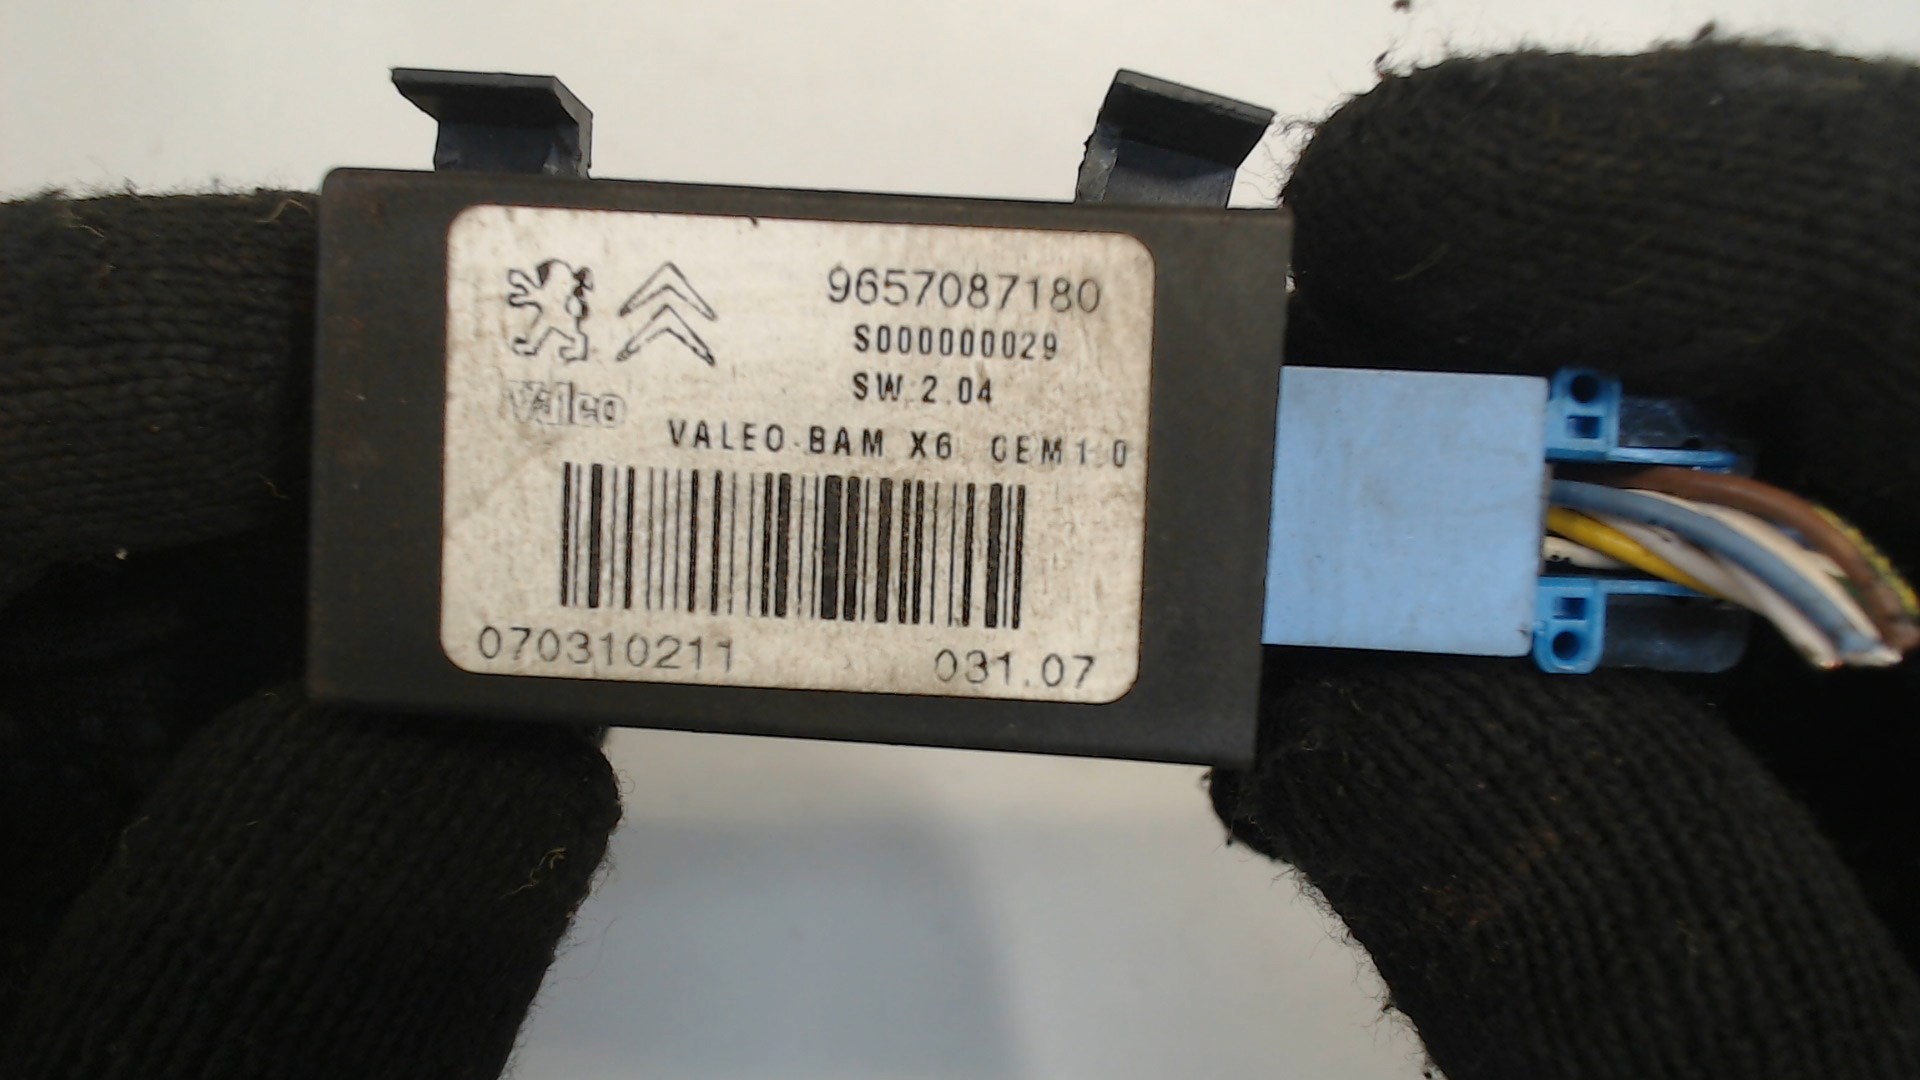 9657087180
S000000029
SW 2.04
Valeo
VALEO-BAM X6 CEM1.0
070310211
031.07